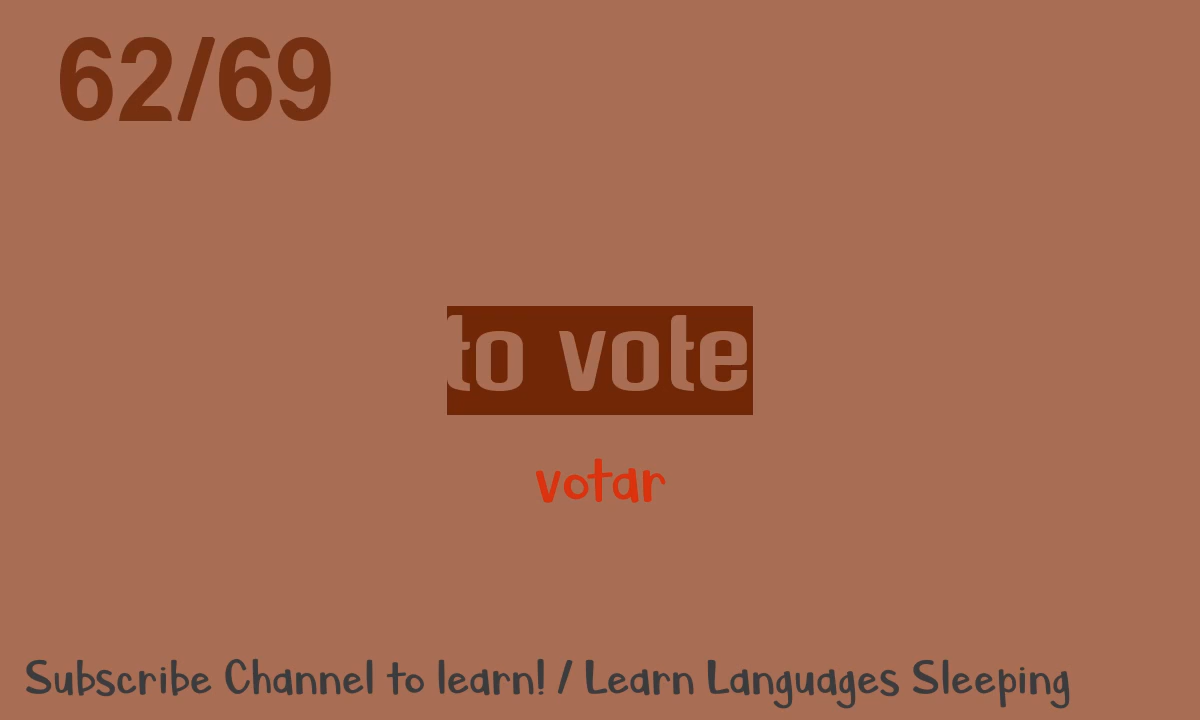 62/69
to vote
votar
Subscribe Channel to learn! / Learn Languages Sleeping